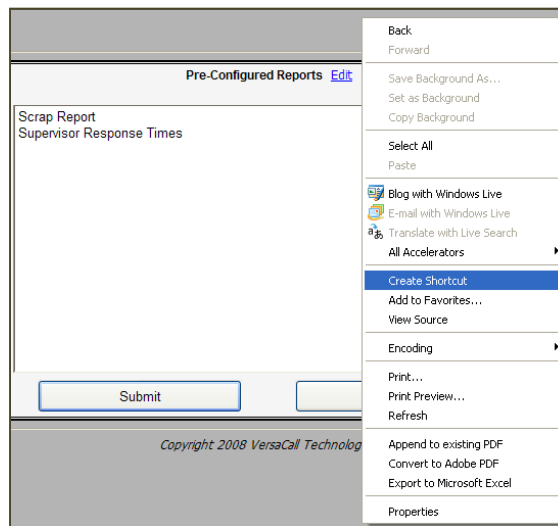 Pre-Configured Reports Edit
Scrap Report
Supervisor Response Times
Submit
Copyright 2008 VersaCall Technolog
Back
Forward
Save Background As...
Set as Background
Copy Background
Select All
Paste
Blog with Windows Live
E-mail with Windows Live
Translate with Live Search
All Accelerators
Create Shortcut
Add to Favorites...
View Source
Encoding
Print...
Print Preview...
Refresh
Append to existing PDF
Convert to Adobe PDF
Export to Microsoft Excel
Properties